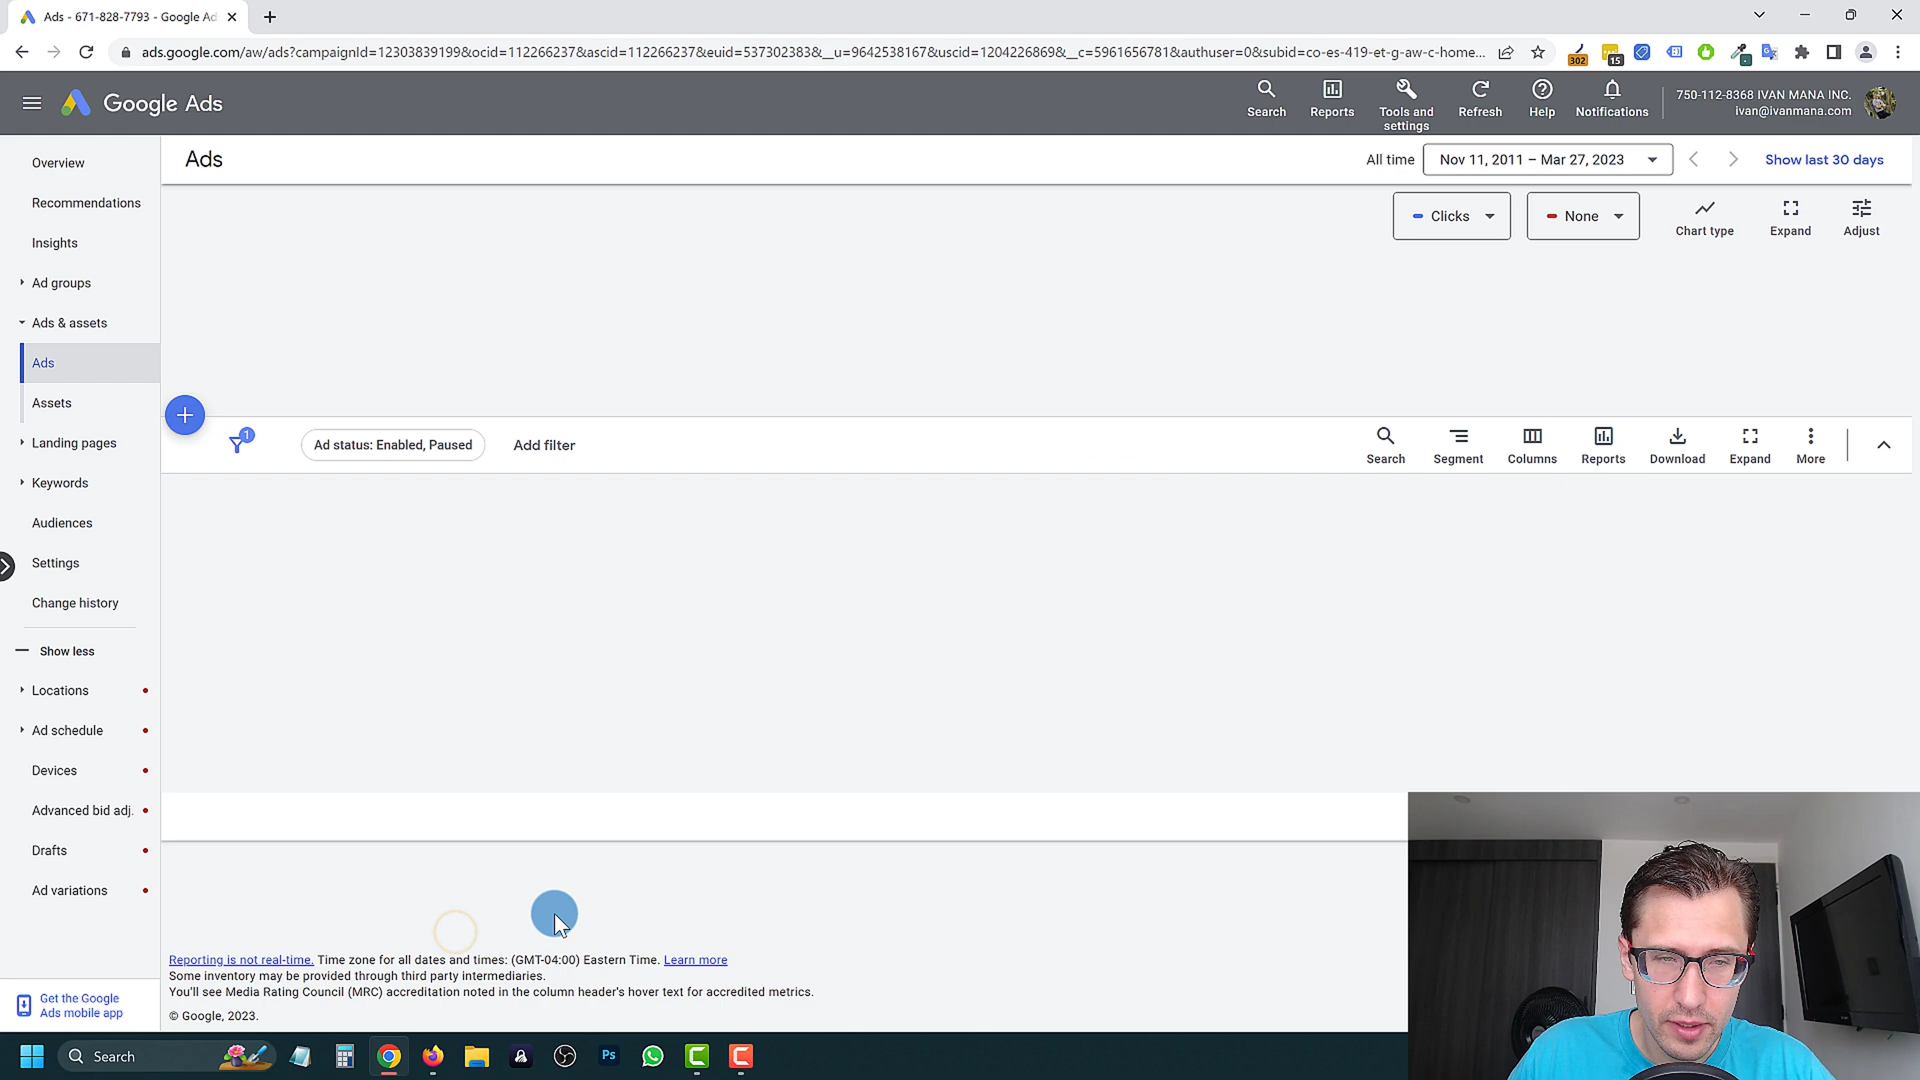 Ads - 671-828-7793 - Google Ads
ads.google.com/aw/ads?campaignId=12303839199&ocid=112266237&ascid=112266237&euid=537302383&__u=9642538167&uscid=1204226869&__c=5961656781&authuser=0&subid=co-es-419-et-g-aw-c-home...
302
15
Google Ads
Search
Reports
Tools and
settings
Refresh
Help
Notifications
750-112-8368 IVAN MANA INC.
ivan@ivanmana.com
Overview
Recommendations
Insights
Ad groups
Ads & assets
Ads
Assets
Landing pages
Keywords
Audiences
Settings
Change history
Show less
Locations
Ad schedule
Devices
Advanced bid adj.
Drafts
Ad variations
Get the Google
Ads mobile app
Ads
All time
Nov 11, 2011 – Mar 27, 2023
Show last 30 days
Clicks
None
Chart type
Expand
Adjust
1
Ad status: Enabled, Paused
Add filter
Search
Segment
Columns
Reports
Download
Expand
More
Reporting is not real-time. Time zone for all dates and times: (GMT-04:00) Eastern Time. Learn more
Some inventory may be provided through third party intermediaries.
You'll see Media Rating Council (MRC) accreditation noted in the column header's hover text for accredited metrics.
© Google, 2023.
Search
Ps
C
C